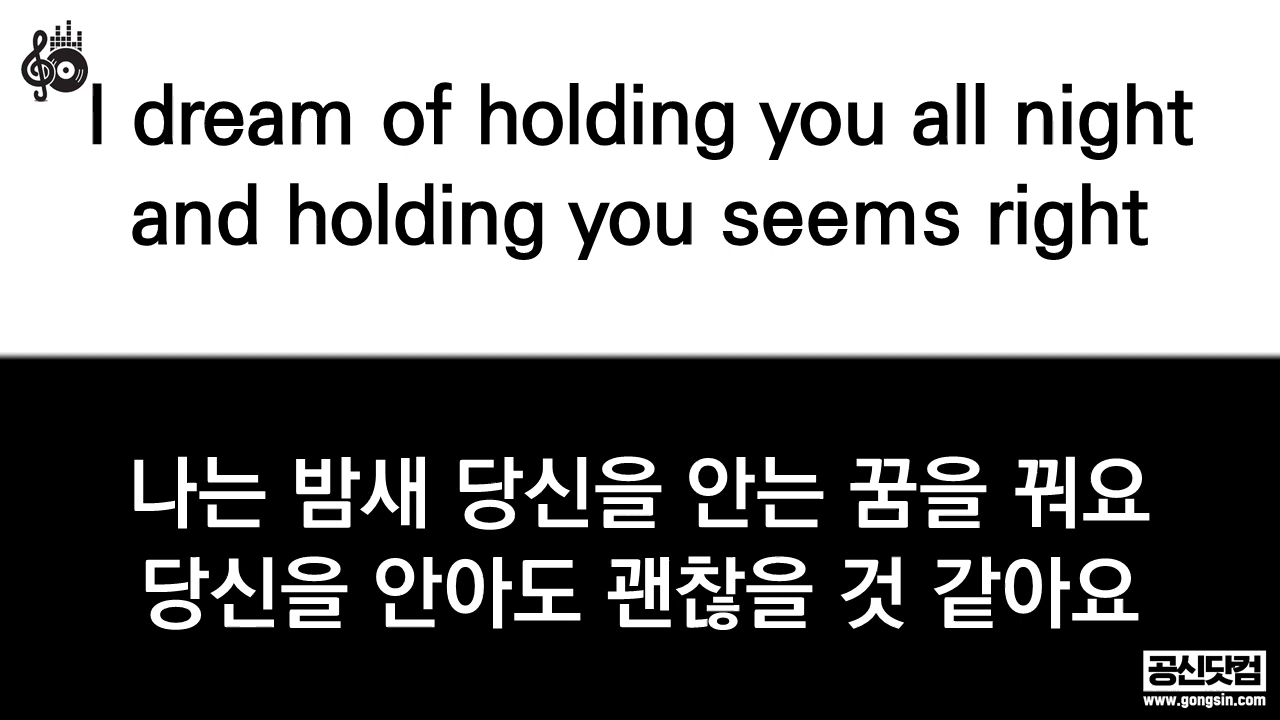 I dream of holding you all night
and holding you seems right
나는 밤새 당신을 안는 꿈을 꿔요
당신을 안아도 괜찮을 것 같아요
공신닷컴
www.gongsin.com